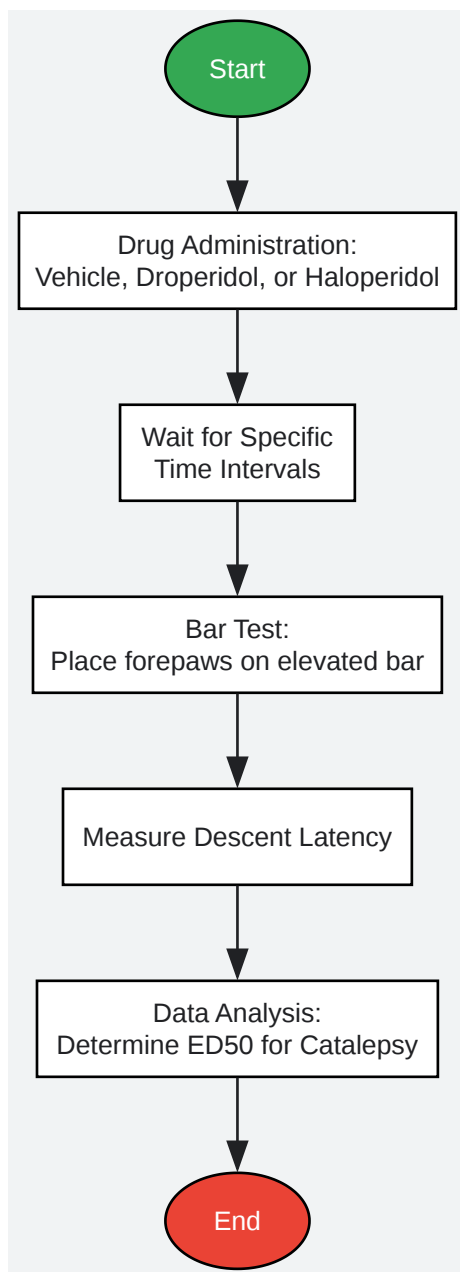 Start
Drug Administration:
Vehicle, Droperidol, or Haloperidol
Wait for Specific
Time Intervals
Bar Test:
Place forepaws on elevated bar
Measure Descent Latency
Data Analysis:
Determine ED50 for Catalepsy
End